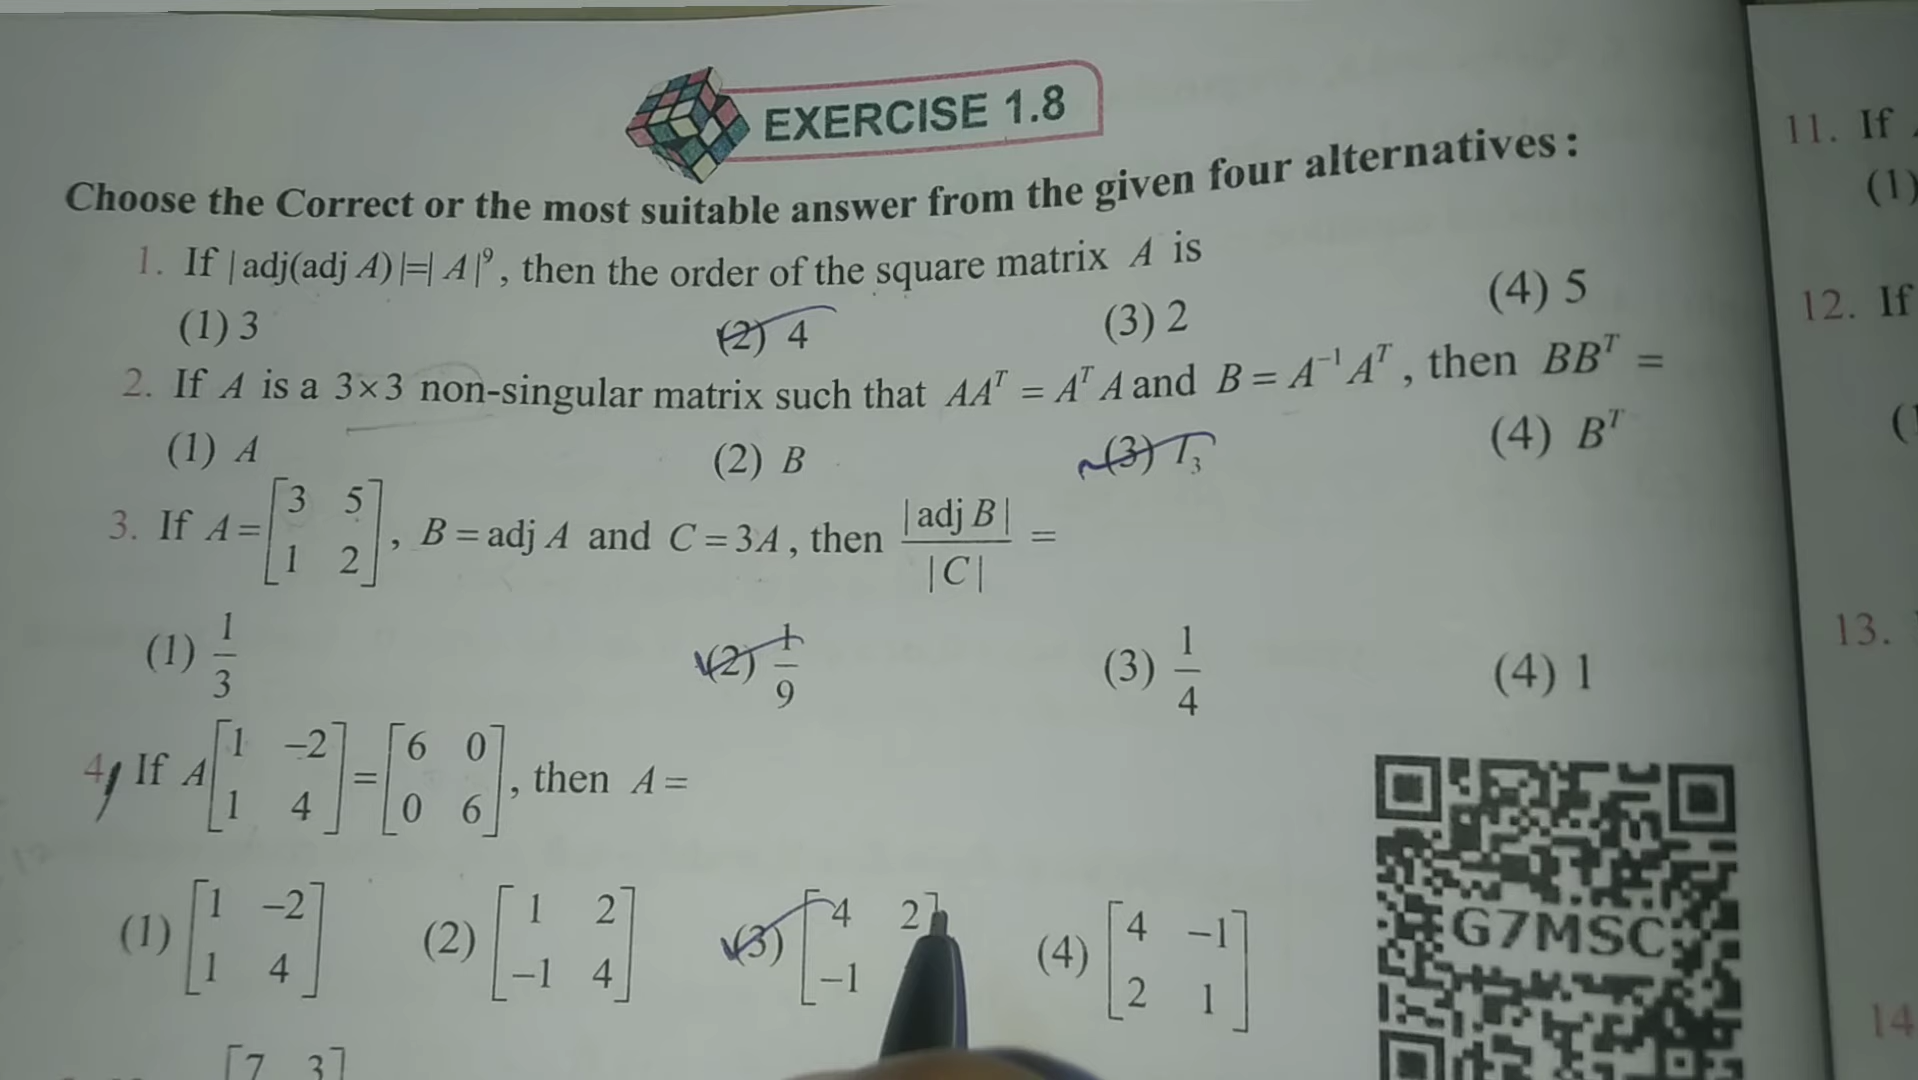 EXERCISE 1.8
Choose the Correct or the most suitable answer from the given four alternatives :
1. If |adj(adj A)|=|A|⁹, then the order of the square matrix A is
(1) 3 (2) 4 (3) 2 (4) 5
2. If A is a 3×3 non-singular matrix such that AAᵀ = AᵀA and B = A⁻¹Aᵀ, then BBᵀ =
(1) A (2) B (3) I₃ (4) Bᵀ
3. If A = [3 5; 1 2], B = adj A and C = 3A, then |adj B| / |C| =
(1) 1/3 (2) 1/9 (3) 1/4 (4) 1
4. If A [1 -2; 1 4] = [6 0; 0 6], then A =
(1) [1 -2; 1 4] (2) [1 2; -1 4] (3) [4 2; -1 (4) [4 -1; 2 1]
G7MSC
[7 3]
11. If
(1)
12. If
13.
14